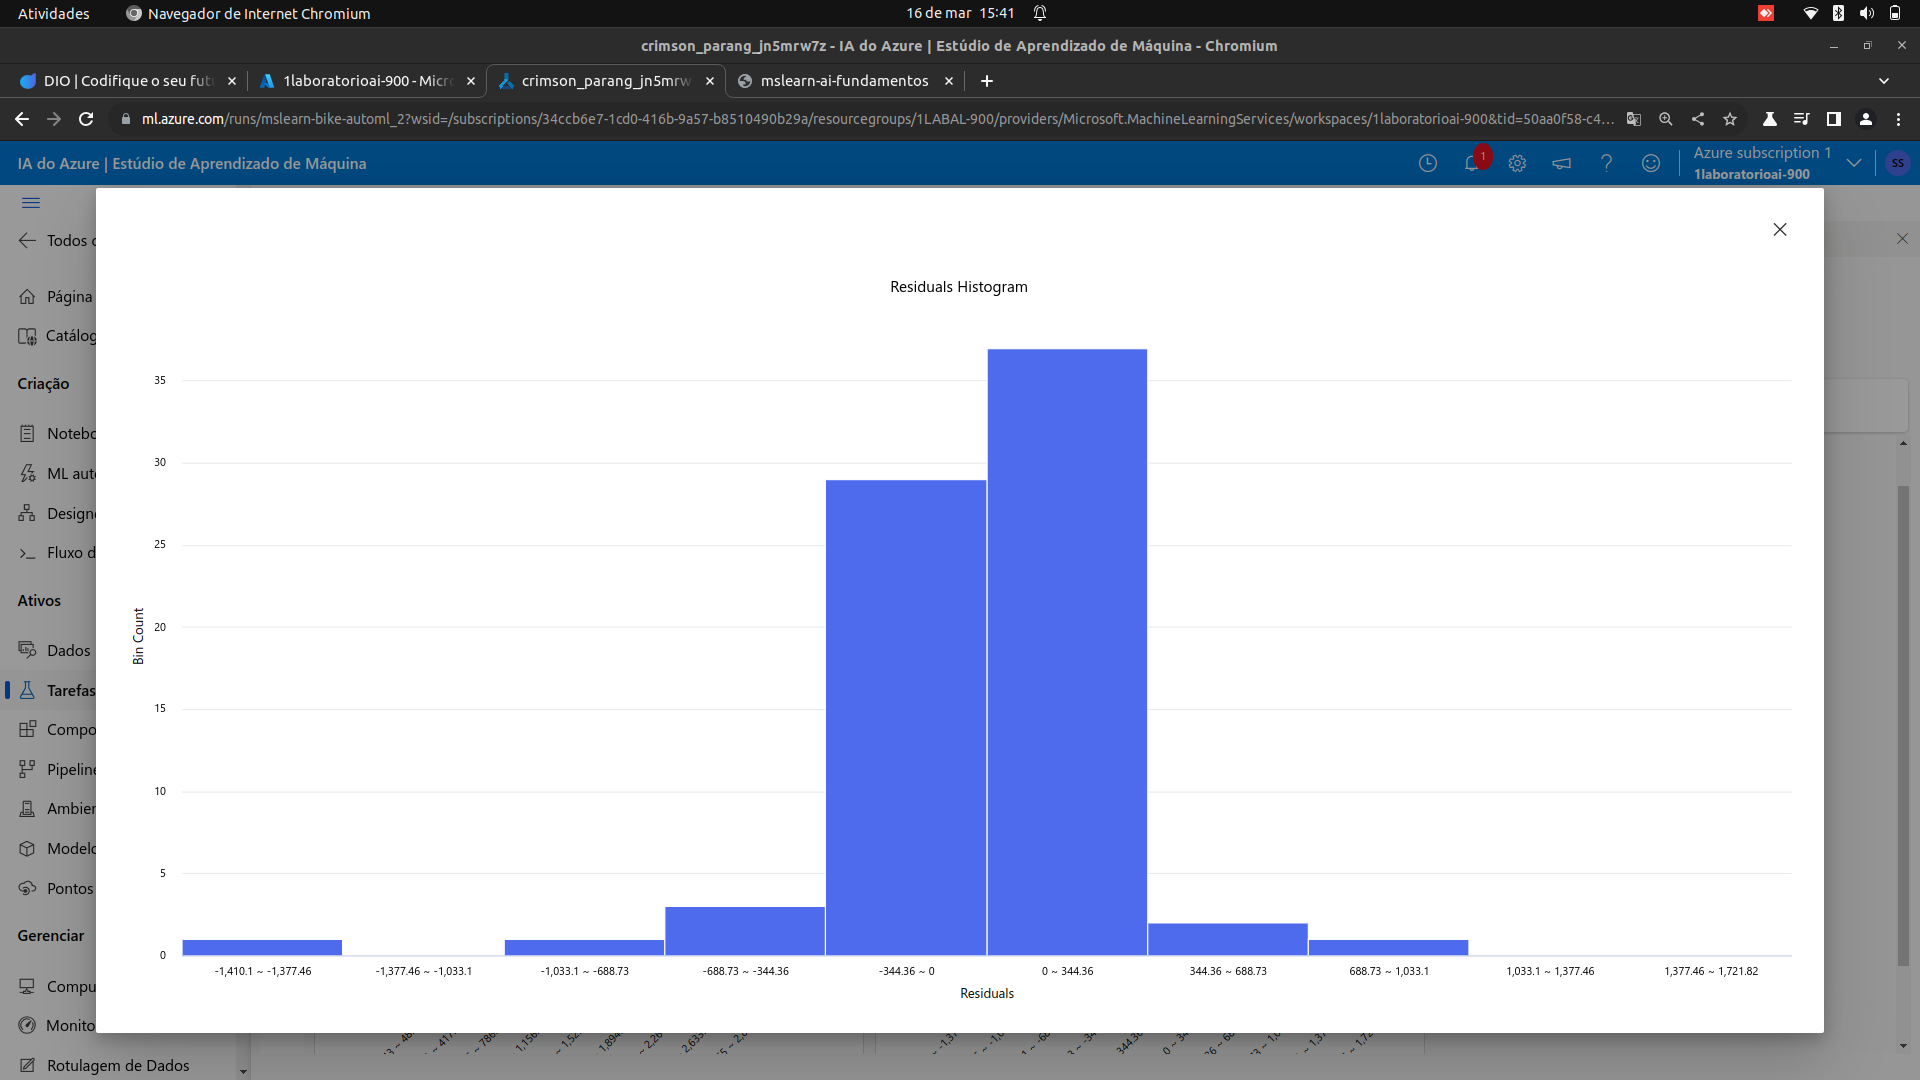 Atividades
Navegador de Internet Chromium
16 de mar 15:41
crimson_parang_jn5mrw7z - IA do Azure | Estúdio de Aprendizado de Máquina - Chromium
DIO | Codifique o seu fut
1laboratorioai-900 - Micr
crimson_parang_jn5mrw
mslearn-ai-fundamentos
ml.azure.com/runs/mslearn-bike-automl_2?wsid=/subscriptions/34ccb6e7-1cd0-416b-9a57-b8510490b29a/resourcegroups/1LABAL-900/providers/Microsoft.MachineLearningServices/workspaces/1laboratorioai-900&tid=50aa0f58-c4...
IA do Azure | Estúdio de Aprendizado de Máquina
1
Azure subscription 1
1laboratorioai-900
SS
Todos
Página
Catálog
Criação
Notebo
ML auto
Designe
Fluxo d
Ativos
Dados
Tarefas
Compo
Pipeline
Ambien
Modelo
Pontos
Gerenciar
Compu
Monito
Rotulagem de Dados
Residuals Histogram
Bin Count
35
30
25
20
15
10
5
0
-1,410.1 ~ -1,377.46
-1,377.46 ~ -1,033.1
-1,033.1 ~ -688.73
-688.73 ~ -344.36
-344.36 ~ 0
0 ~ 344.36
344.36 ~ 688.73
688.73 ~ 1,033.1
1,033.1 ~ 1,377.46
1,377.46 ~ 1,721.82
Residuals